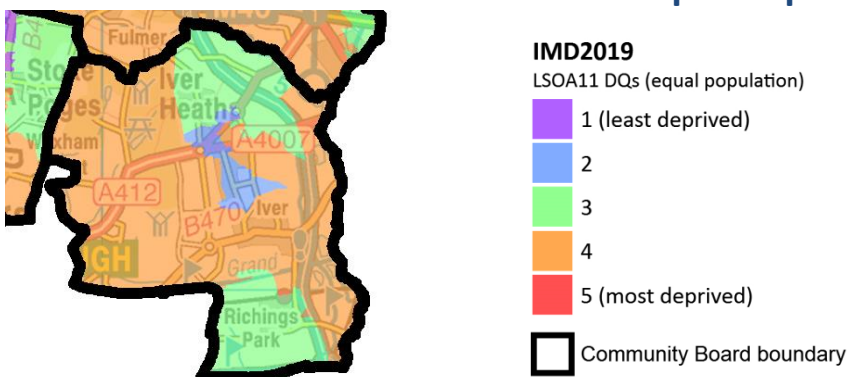 Fulmer
Iver
Heath
Stoke
Poges
A4007
A412
B470
Iver
GH
Grand
Richings
Park
IMD2019
LSOA11 DQs (equal population)
1 (least deprived)
2
3
4
5 (most deprived)
Community Board boundary